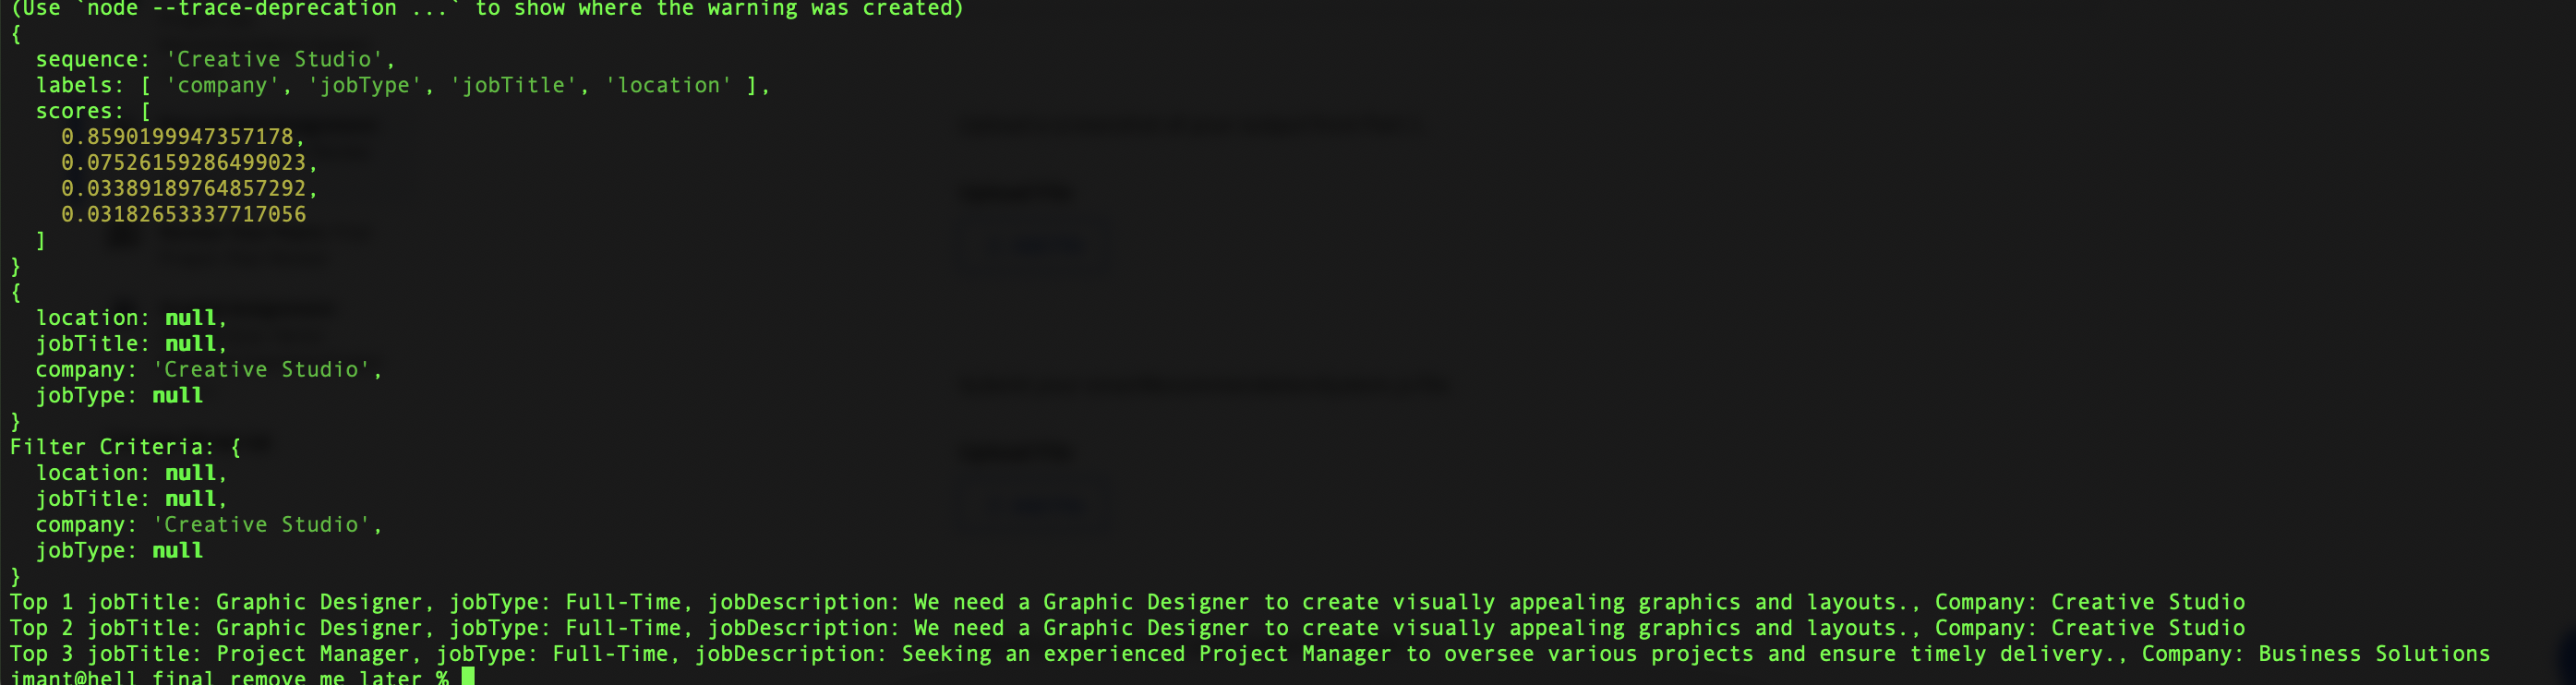 (Use `node --trace-deprecation ...` to show where the warning was created)
{
  sequence: 'Creative Studio',
  labels: [ 'company', 'jobType', 'jobTitle', 'location' ],
  scores: [
    0.8590199947357178,
    0.07526159286499023,
    0.03389189764857292,
    0.03182653337717056
  ]
}
{
  location: null,
  jobTitle: null,
  company: 'Creative Studio',
  jobType: null
}
Filter Criteria: {
  location: null,
  jobTitle: null,
  company: 'Creative Studio',
  jobType: null
}
Top 1 jobTitle: Graphic Designer, jobType: Full-Time, jobDescription: We need a Graphic Designer to create visually appealing graphics and layouts., Company: Creative Studio
Top 2 jobTitle: Graphic Designer, jobType: Full-Time, jobDescription: We need a Graphic Designer to create visually appealing graphics and layouts., Company: Creative Studio
Top 3 jobTitle: Project Manager, jobType: Full-Time, jobDescription: Seeking an experienced Project Manager to oversee various projects and ensure timely delivery., Company: Business Solutions
imant@hell final remove me later %